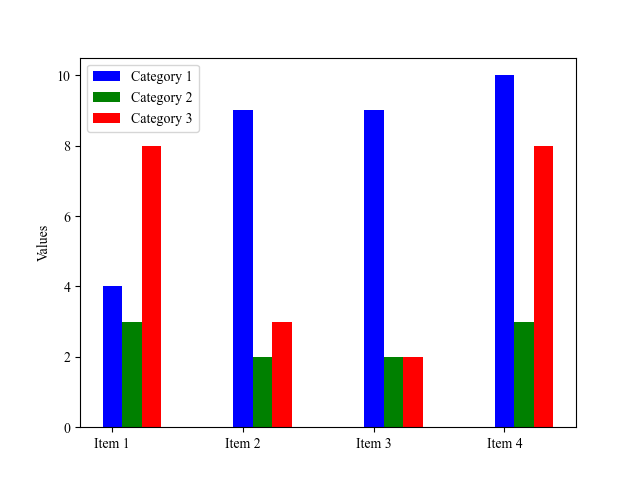 Category 1
Category 2
Category 3
Values
10
8
6
4
2
0
Item 1
Item 2
Item 3
Item 4